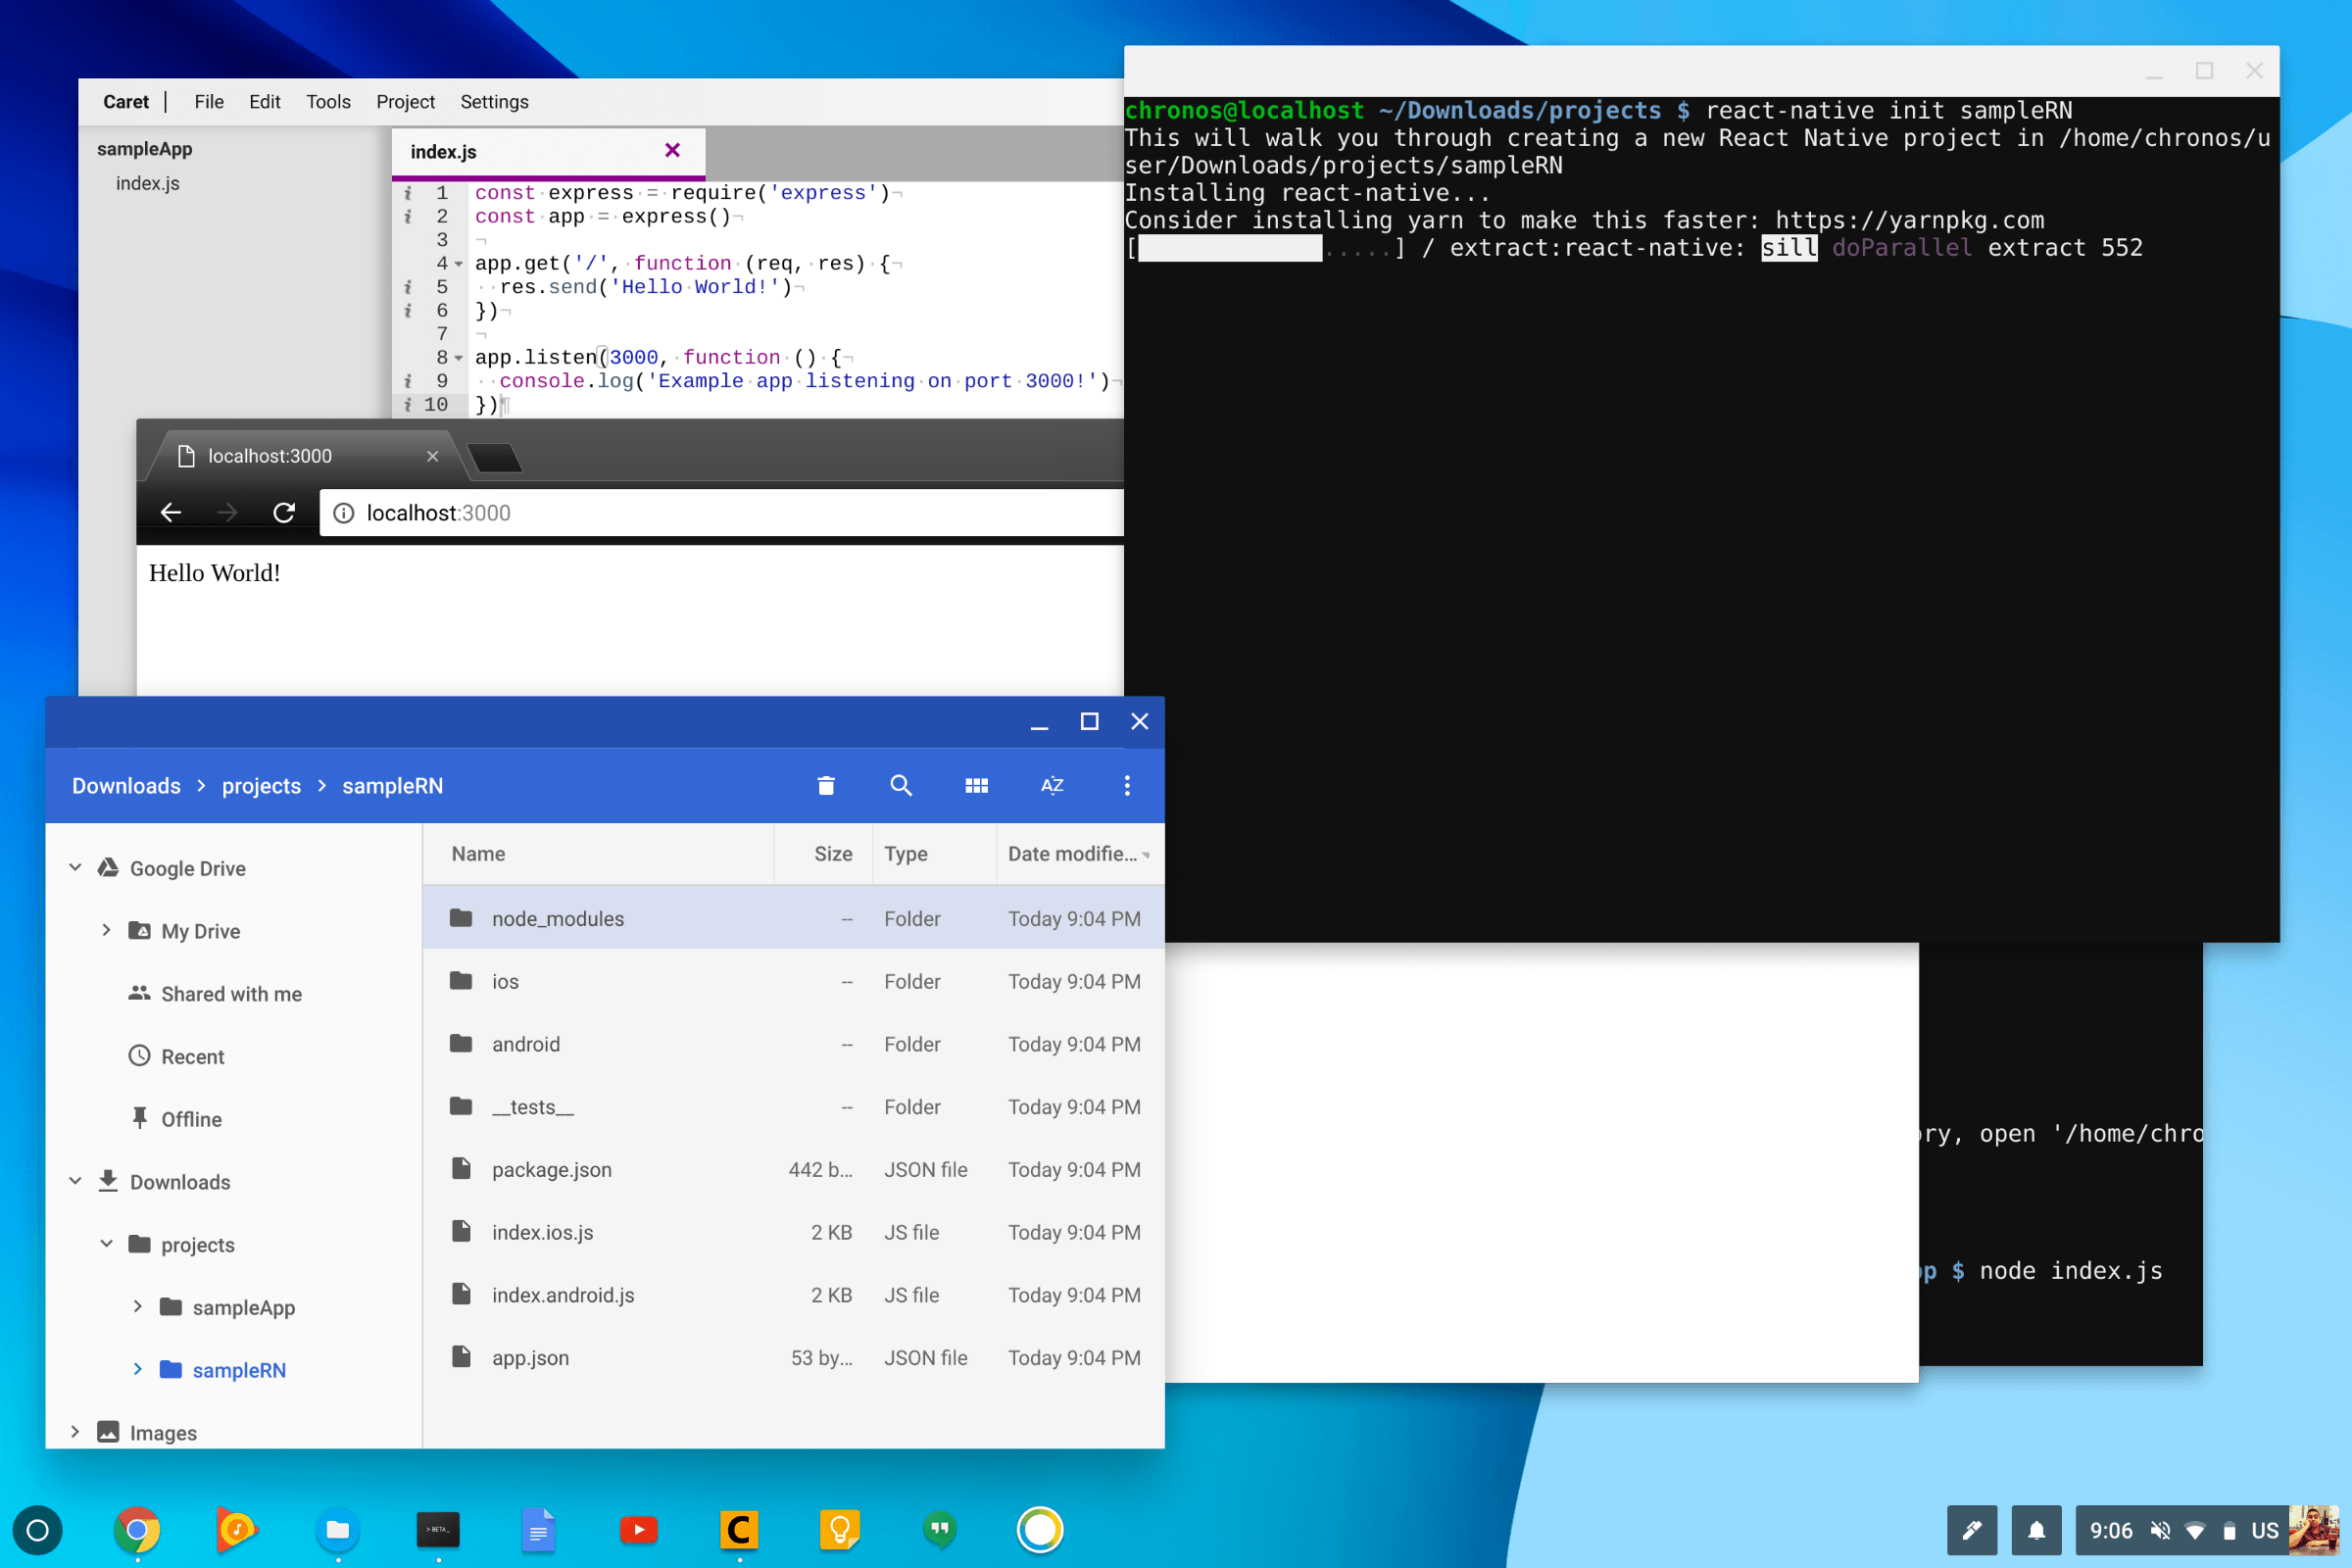 Caret | File Edit Tools Project Settings
sampleApp
index.js
index.js
1 const express = require('express')
2 const app = express()
3
4 app.get('/', function (req, res) {
5 res.send('Hello World!')
6 })
7
8 app.listen(3000, function () {
9 console.log('Example app listening on port 3000!')
10 })
chronos@localhost ~/Downloads/projects $ react-native init sampleRN
This will walk you through creating a new React Native project in /home/chronos/u
ser/Downloads/projects/sampleRN
Installing react-native...
Consider installing yarn to make this faster: https://yarnpkg.com
[.....] / extract:react-native: sill doParallel extract 552
localhost:3000
localhost:3000
Hello World!
Downloads > projects > sampleRN
AZ
Google Drive
My Drive
Shared with me
Recent
Offline
Downloads
projects
sampleApp
sampleRN
Images
Name Size Type Date modifie...
node_modules -- Folder Today 9:04 PM
ios -- Folder Today 9:04 PM
android -- Folder Today 9:04 PM
__tests__ -- Folder Today 9:04 PM
package.json 442 b... JSON file Today 9:04 PM
index.ios.js 2 KB JS file Today 9:04 PM
index.android.js 2 KB JS file Today 9:04 PM
app.json 53 by... JSON file Today 9:04 PM
ory, open '/home/chro
pp $ node index.js
>BETA_
C
9:06 US